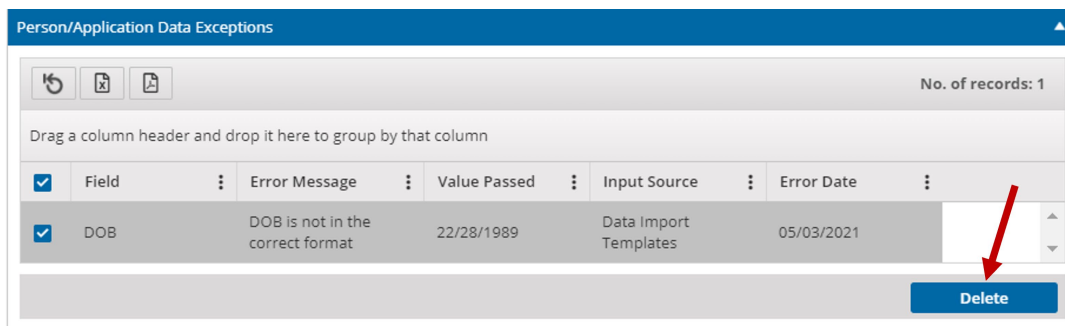 Person/Application Data Exceptions
No. of records: 1
Drag a column header and drop it here to group by that column
Field Error Message Value Passed Input Source Error Date
DOB DOB is not in the correct format 22/28/1989 Data Import Templates 05/03/2021
Delete